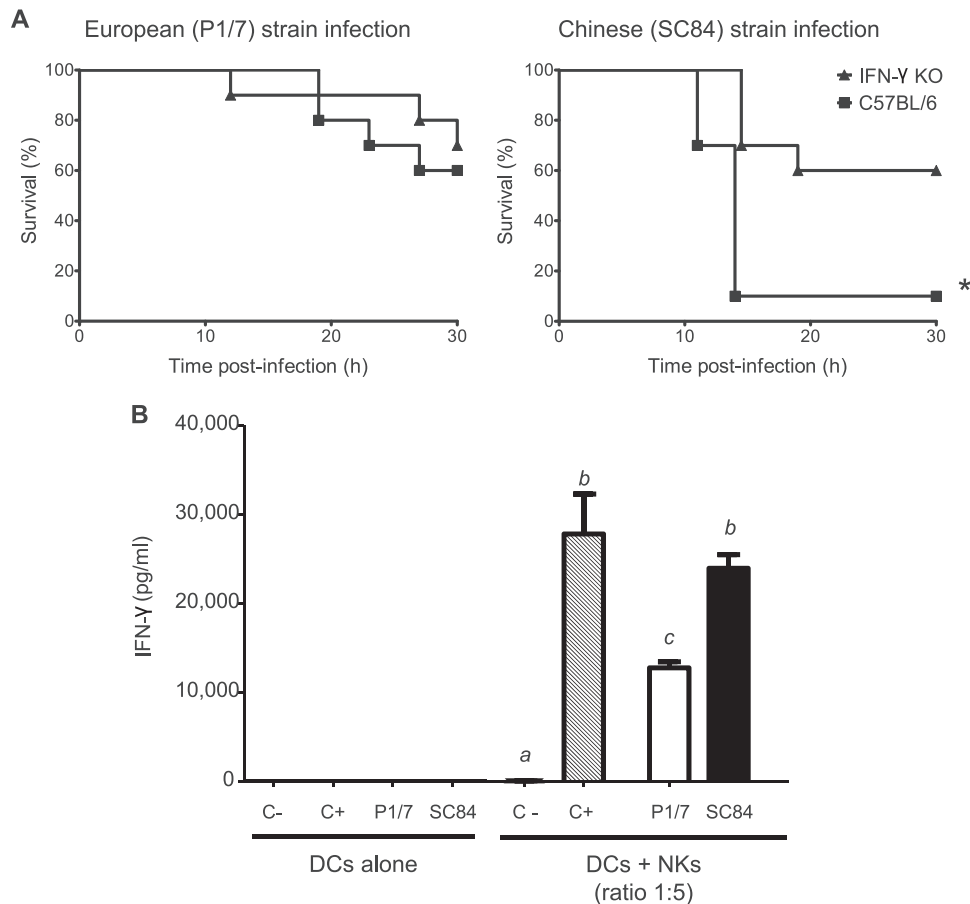 A
European (P1/7) strain infection
Chinese (SC84) strain infection
100
80
60
40
20
0
Survival (%)
0 10 20 30
Time post-infection (h)
100
80
60
40
20
0
Survival (%)
0 10 20 30
Time post-infection (h)
IFN-γ KO
C57BL/6
*
B
40,000
30,000
20,000
10,000
0
IFN-γ (pg/ml)
a
b
c
b
C- C+ P1/7 SC84 C - C+ P1/7 SC84
DCs alone
DCs + NKs
(ratio 1:5)